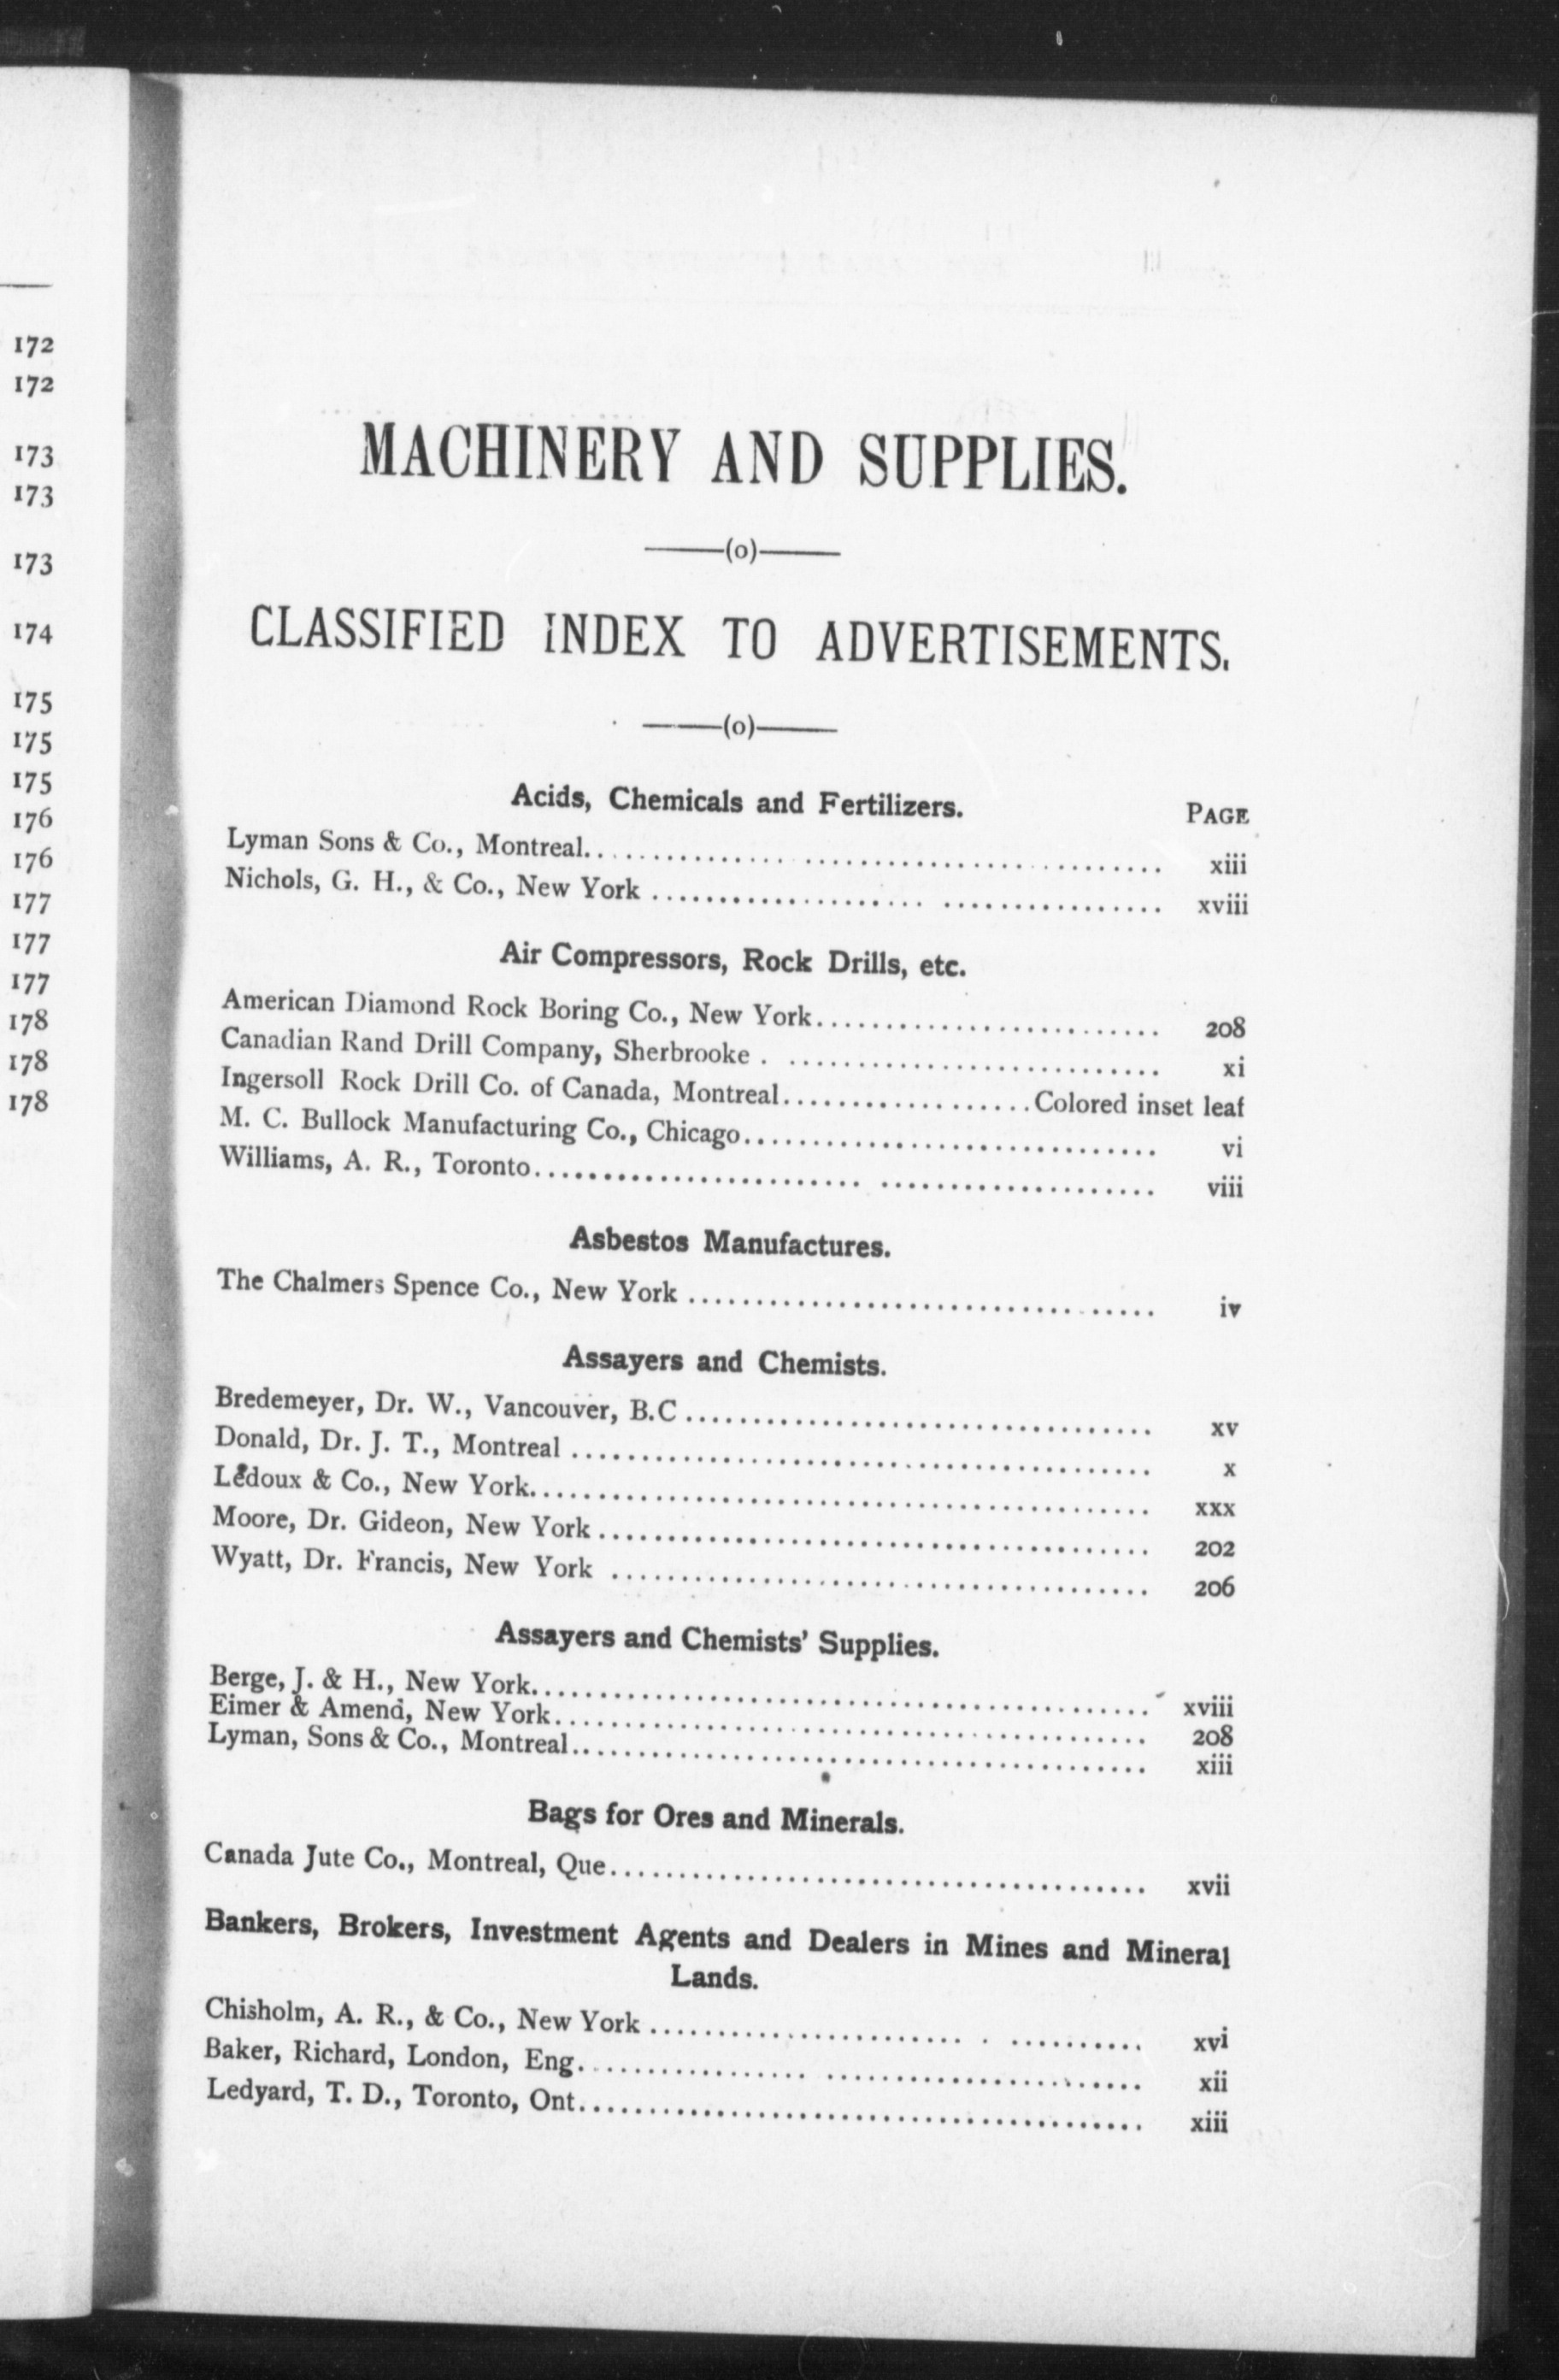 172
172
173
173
173
174
175
175
175
176
176
177
177
177
178
178
178
MACHINERY AND SUPPLIES.
——(o)——
CLASSIFIED INDEX TO ADVERTISEMENTS.
——(o)——
Acids, Chemicals and Fertilizers. PAGE
Lyman Sons & Co., Montreal.......... xiii
Nichols, G. H., & Co., New York .......... xviii
Air Compressors, Rock Drills, etc.
American Diamond Rock Boring Co., New York.......... 208
Canadian Rand Drill Company, Sherbrooke .......... xi
Ingersoll Rock Drill Co. of Canada, Montreal..........Colored inset leaf
M. C. Bullock Manufacturing Co., Chicago.......... vi
Williams, A. R., Toronto.......... viii
Asbestos Manufactures.
The Chalmers Spence Co., New York .......... iv
Assayers and Chemists.
Bredemeyer, Dr. W., Vancouver, B.C .......... xv
Donald, Dr. J. T., Montreal .......... x
Ledoux & Co., New York.......... xxx
Moore, Dr. Gideon, New York .......... 202
Wyatt, Dr. Francis, New York .......... 206
Assayers and Chemists' Supplies.
Berge, J. & H., New York.......... xviii
Eimer & Amend, New York.......... 208
Lyman, Sons & Co., Montreal.......... xiii
Bags for Ores and Minerals.
Canada Jute Co., Montreal, Que.......... xvii
Bankers, Brokers, Investment Agents and Dealers in Mines and Mineral
Lands.
Chisholm, A. R., & Co., New York .......... xvi
Baker, Richard, London, Eng.......... xii
Ledyard, T. D., Toronto, Ont.......... xiii